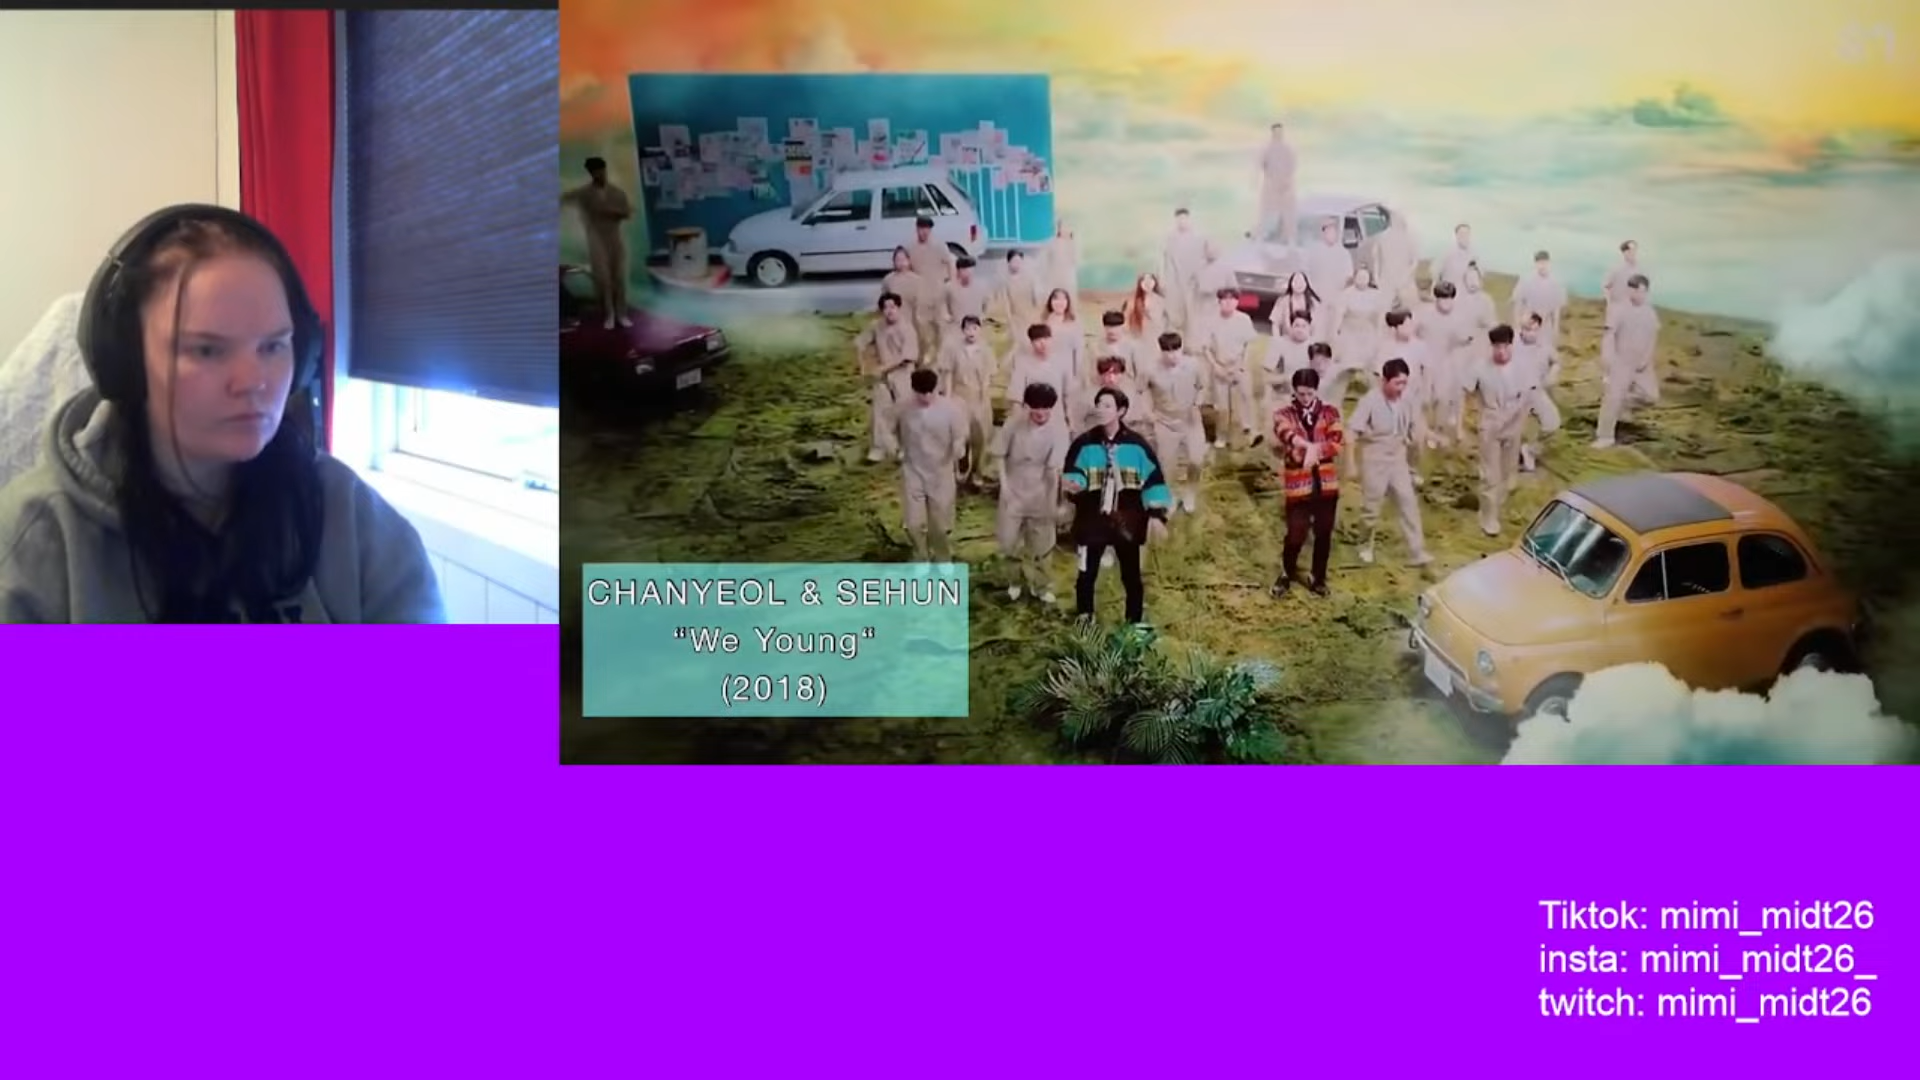 CHANYEOL & SEHUN
“We Young“
(2018)
Tiktok: mimi_midt26
insta: mimi_midt26_
twitch: mimi_midt26